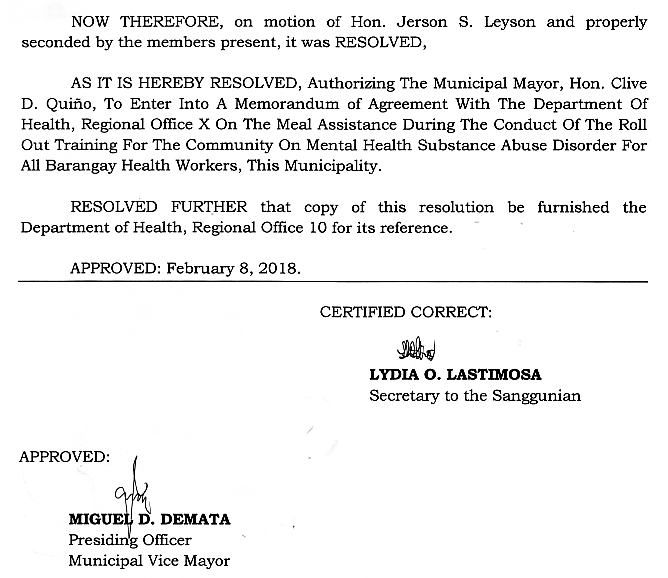 NOW THEREFORE, on motion of Hon. Jerson S. Leyson and properly
seconded by the members present, it was RESOLVED,
AS IT IS HEREBY RESOLVED, Authorizing The Municipal Mayor, Hon. Clive
D. Quiño, To Enter Into A Memorandum of Agreement With The Department Of
Health, Regional Office X On The Meal Assistance During The Conduct Of The Roll
Out Training For The Community On Mental Health Substance Abuse Disorder For
All Barangay Health Workers, This Municipality.
RESOLVED FURTHER that copy of this resolution be furnished the
Department of Health, Regional Office 10 for its reference.
APPROVED: February 8, 2018.
CERTIFIED CORRECT:
LYDIA O. LASTIMOSA
Secretary to the Sanggunian
APPROVED:
MIGUEL D. DEMATA
Presiding Officer
Municipal Vice Mayor